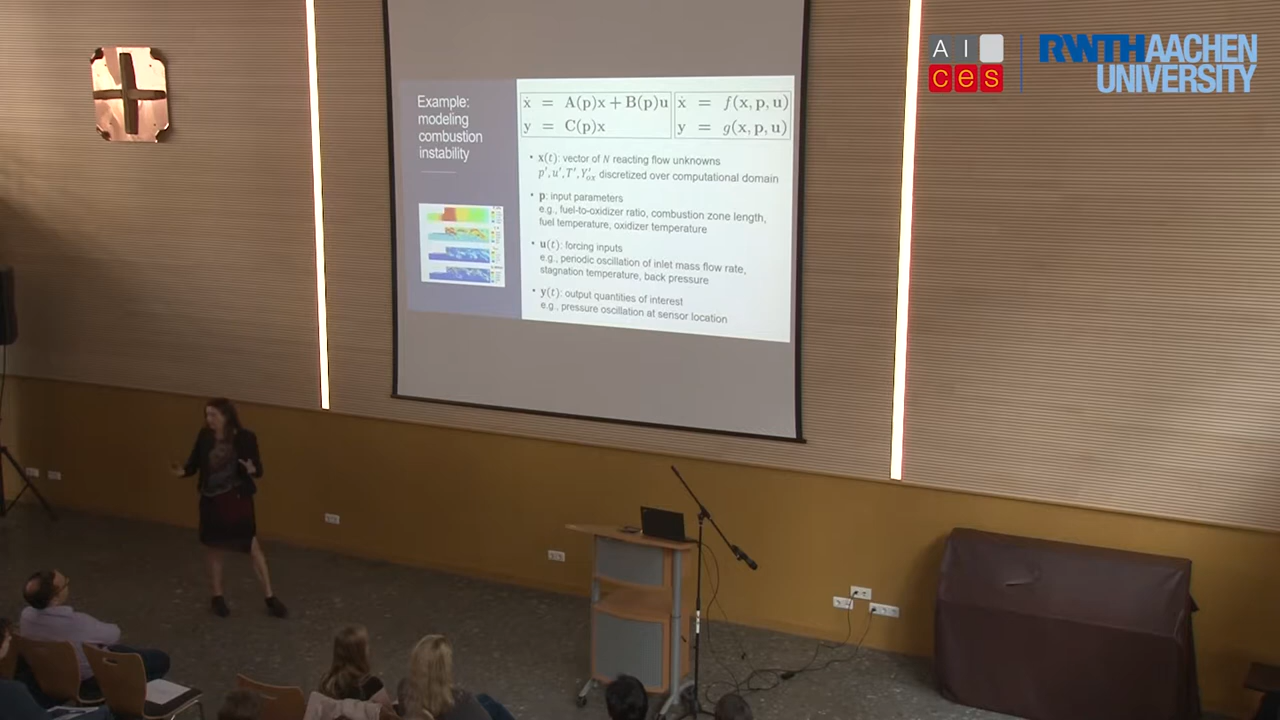 AI
ces
RWTHAACHEN
UNIVERSITY
Example:
modeling
combustion
instability
ẋ = A(p)x + B(p)u
y = C(p)x
ẋ = f(x, p, u)
y = g(x, p, u)
• x(t): vector of N reacting flow unknowns
p′, u′, T′, Y′ox discretized over computational domain
• p: input parameters
e.g., fuel-to-oxidizer ratio, combustion zone length,
fuel temperature, oxidizer temperature
• u(t): forcing inputs
e.g., periodic oscillation of inlet mass flow rate,
stagnation temperature, back pressure
• y(t): output quantities of interest
e.g., pressure oscillation at sensor location